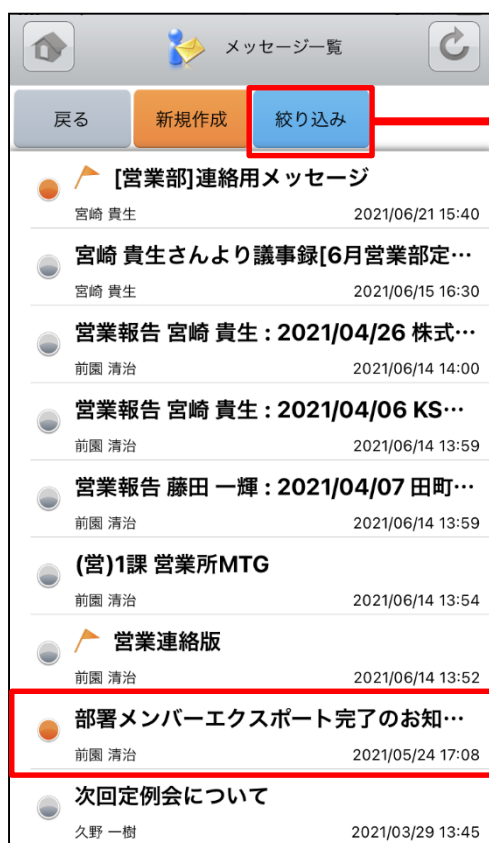 メッセージ一覧
戻る
新規作成
絞り込み
[営業部]連絡用メッセージ
宮崎 貴生 2021/06/21 15:40
宮崎 貴生さんより議事録[6月営業部定…
宮崎 貴生 2021/06/15 16:30
営業報告 宮崎 貴生 : 2021/04/26 株式…
前園 清治 2021/06/14 14:00
営業報告 宮崎 貴生 : 2021/04/06 KS…
前園 清治 2021/06/14 13:59
営業報告 藤田 一輝 : 2021/04/07 田町…
前園 清治 2021/06/14 13:59
(営)1課 営業所MTG
前園 清治 2021/06/14 13:54
営業連絡版
前園 清治 2021/06/14 13:52
部署メンバーエクスポート完了のお知…
前園 清治 2021/05/24 17:08
次回定例会について
久野 一樹 2021/03/29 13:45